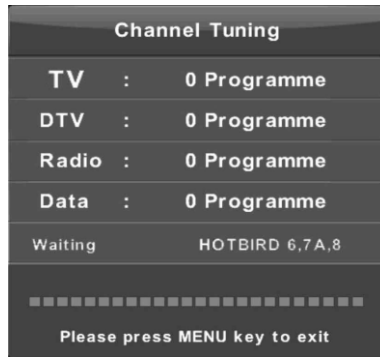 Channel Tuning
TV : 0 Programme
DTV : 0 Programme
Radio : 0 Programme
Data : 0 Programme
Waiting HOTBIRD 6,7A,8
Please press MENU key to exit